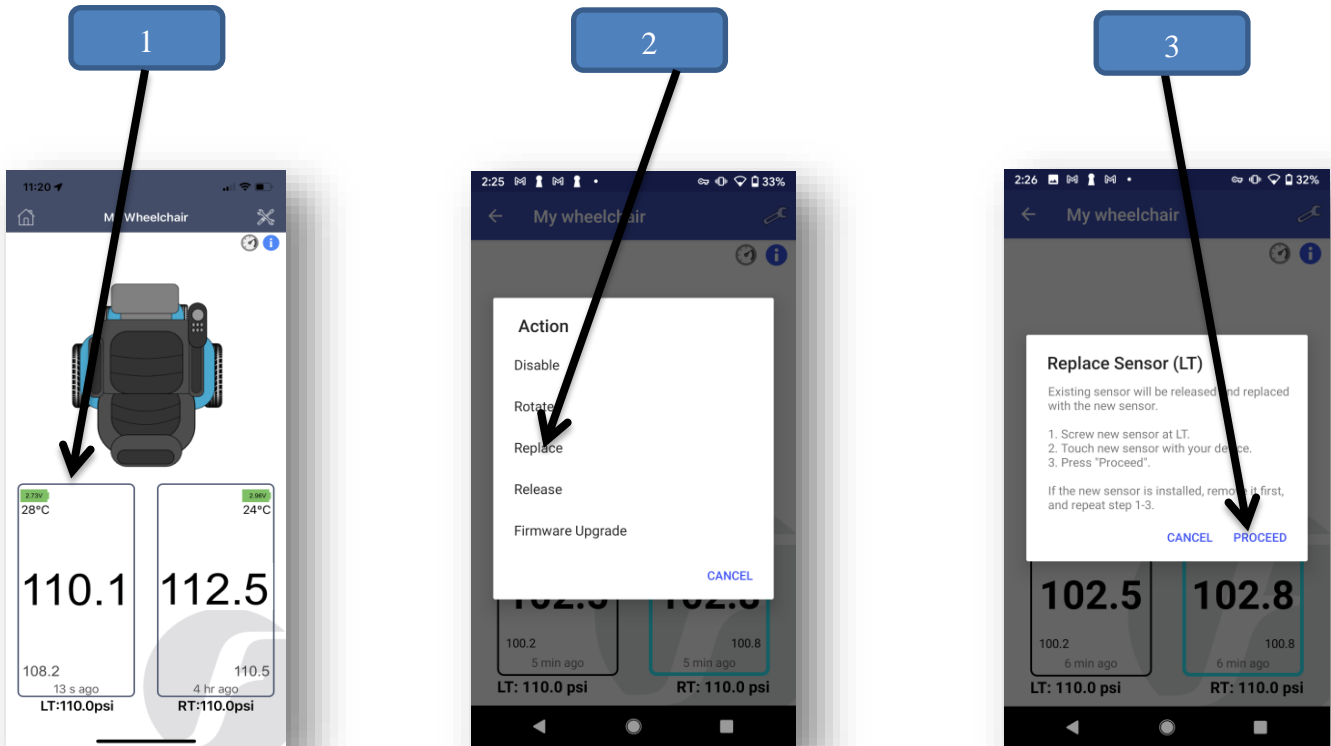 1
2
3
11:20
My Wheelchair
2.73V
28°C
110.1
108.2
13 s ago
LT:110.0psi
2.96V
24°C
112.5
110.5
4 hr ago
RT:110.0psi
2:25
33%
My wheelchair
Action
Disable
Rotate
Replace
Release
Firmware Upgrade
CANCEL
100.2
5 min ago
LT: 110.0 psi
100.8
5 min ago
RT: 110.0 psi
2:26
32%
My wheelchair
Replace Sensor (LT)
Existing sensor will be released and replaced
with the new sensor.
1. Screw new sensor at LT.
2. Touch new sensor with your device.
3. Press "Proceed".
If the new sensor is installed, remove it first,
and repeat step 1-3.
CANCEL PROCEED
102.5
100.2
6 min ago
LT: 110.0 psi
102.8
100.8
6 min ago
RT: 110.0 psi